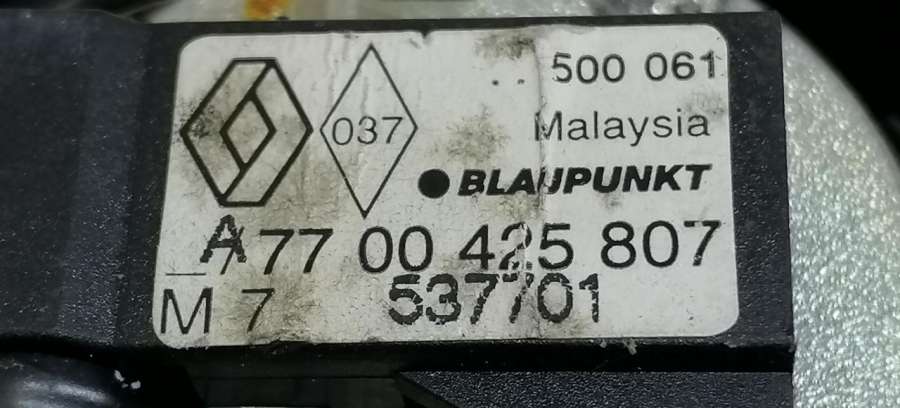 500 061
037
Malaysia
BLAUPUNKT
A 77 00 425 807
M 7 537701